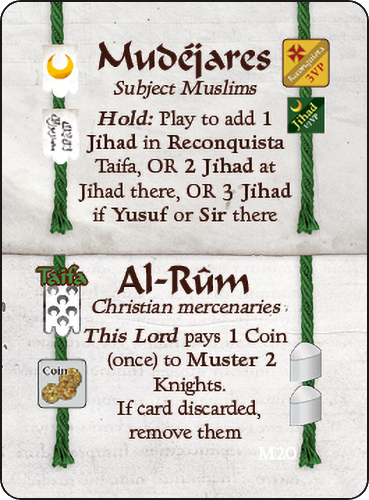 Mudéjares
Subject Muslims
Reconquista
3VP
Jihad
½VP
Hold: Play to add 1
Jihad in Reconquista
Taifa, OR 2 Jihad at
Jihad there, OR 3 Jihad
if Yusuf or Sir there
Taifa
Al-Rûm
Christian mercenaries
Coin
This Lord pays 1 Coin
(once) to Muster 2
Knights.
If card discarded,
remove them
M20